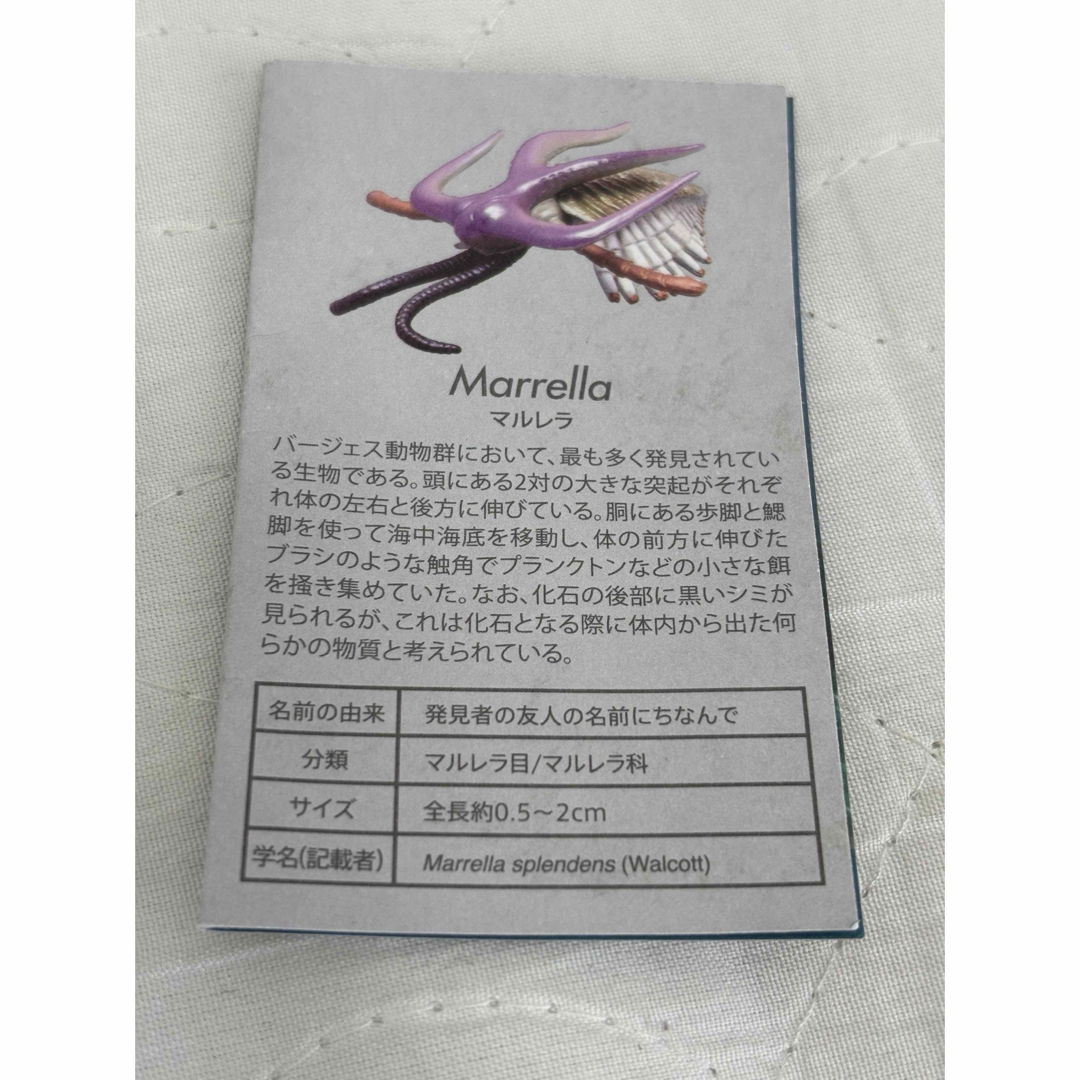 Marrella
マルレラ
バージェス動物群において、最も多く発見されてい
る生物である。頭にある2対の大きな突起がそれぞ
れ体の左右と後方に伸びている。胴にある歩脚と鰓
脚を使って海中海底を移動し、体の前方に伸びた
ブラシのような触角でプランクトンなどの小さな餌
を掻き集めていた。なお、化石の後部に黒いシミが
見られるが、これは化石となる際に体内から出た何
らかの物質と考えられている。
名前の由来 発見者の友人の名前にちなんで
分類 マルレラ目/マルレラ科
サイズ 全長約0.5～2cm
学名(記載者) Marrella splendens (Walcott)